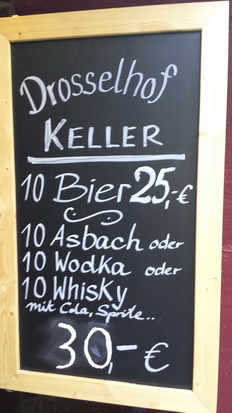 Drosselhof
KELLER
10 Bier 25,-€
10 Asbach oder
10 Wodka oder
10 Whisky
mit Cola, Sprite..
30,- €